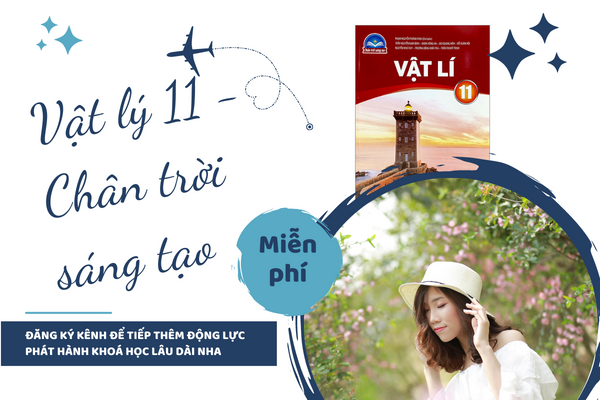 Vật lý 11 -
Chân trời
sáng tạo
VẬT LÍ
11
Miễn
phí
ĐĂNG KÝ KÊNH ĐỂ TIẾP THÊM ĐỘNG LỰC
PHÁT HÀNH KHOÁ HỌC LÂU DÀI NHA